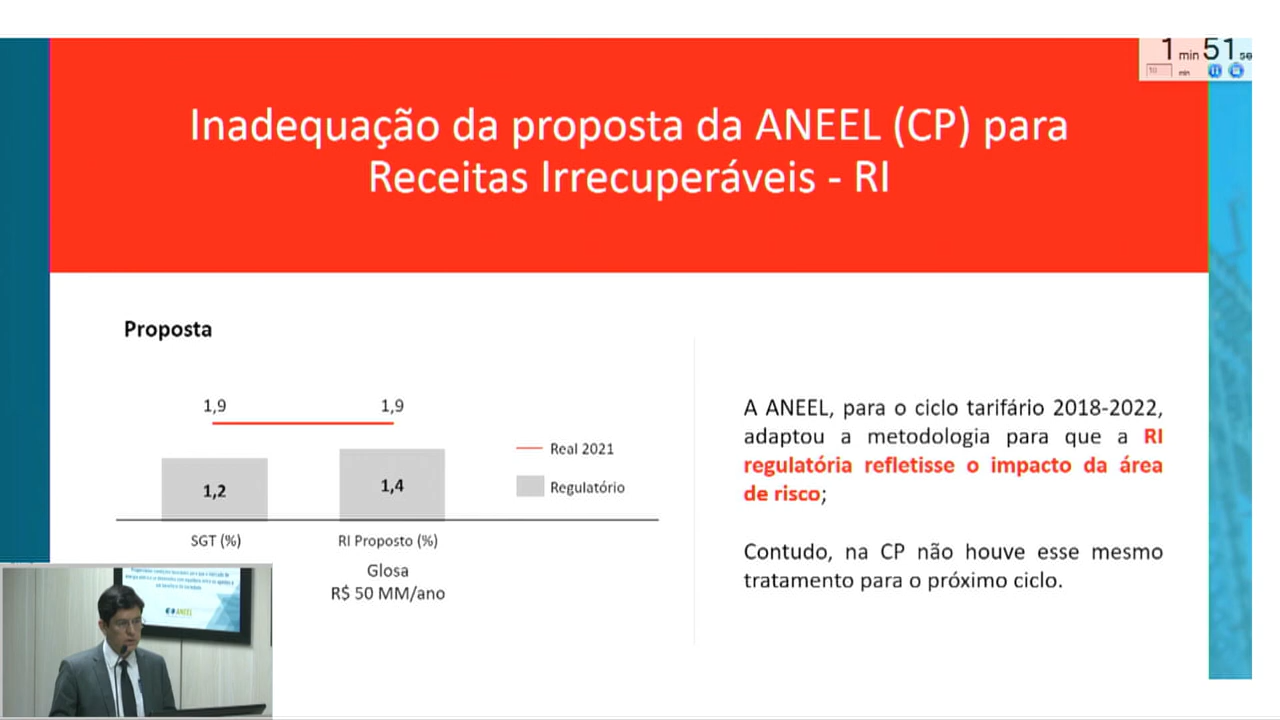 1 min 51 se
10 min
Inadequação da proposta da ANEEL (CP) para
Receitas Irrecuperáveis - RI
Proposta
1,9 1,9
1,2 1,4
Real 2021
Regulatório
SGT (%) RI Proposto (%)
Glosa
R$ 50 MM/ano
A ANEEL, para o ciclo tarifário 2018-2022,
adaptou a metodologia para que a RI
regulatória refletisse o impacto da área
de risco;
Contudo, na CP não houve esse mesmo
tratamento para o próximo ciclo.
ANEEL